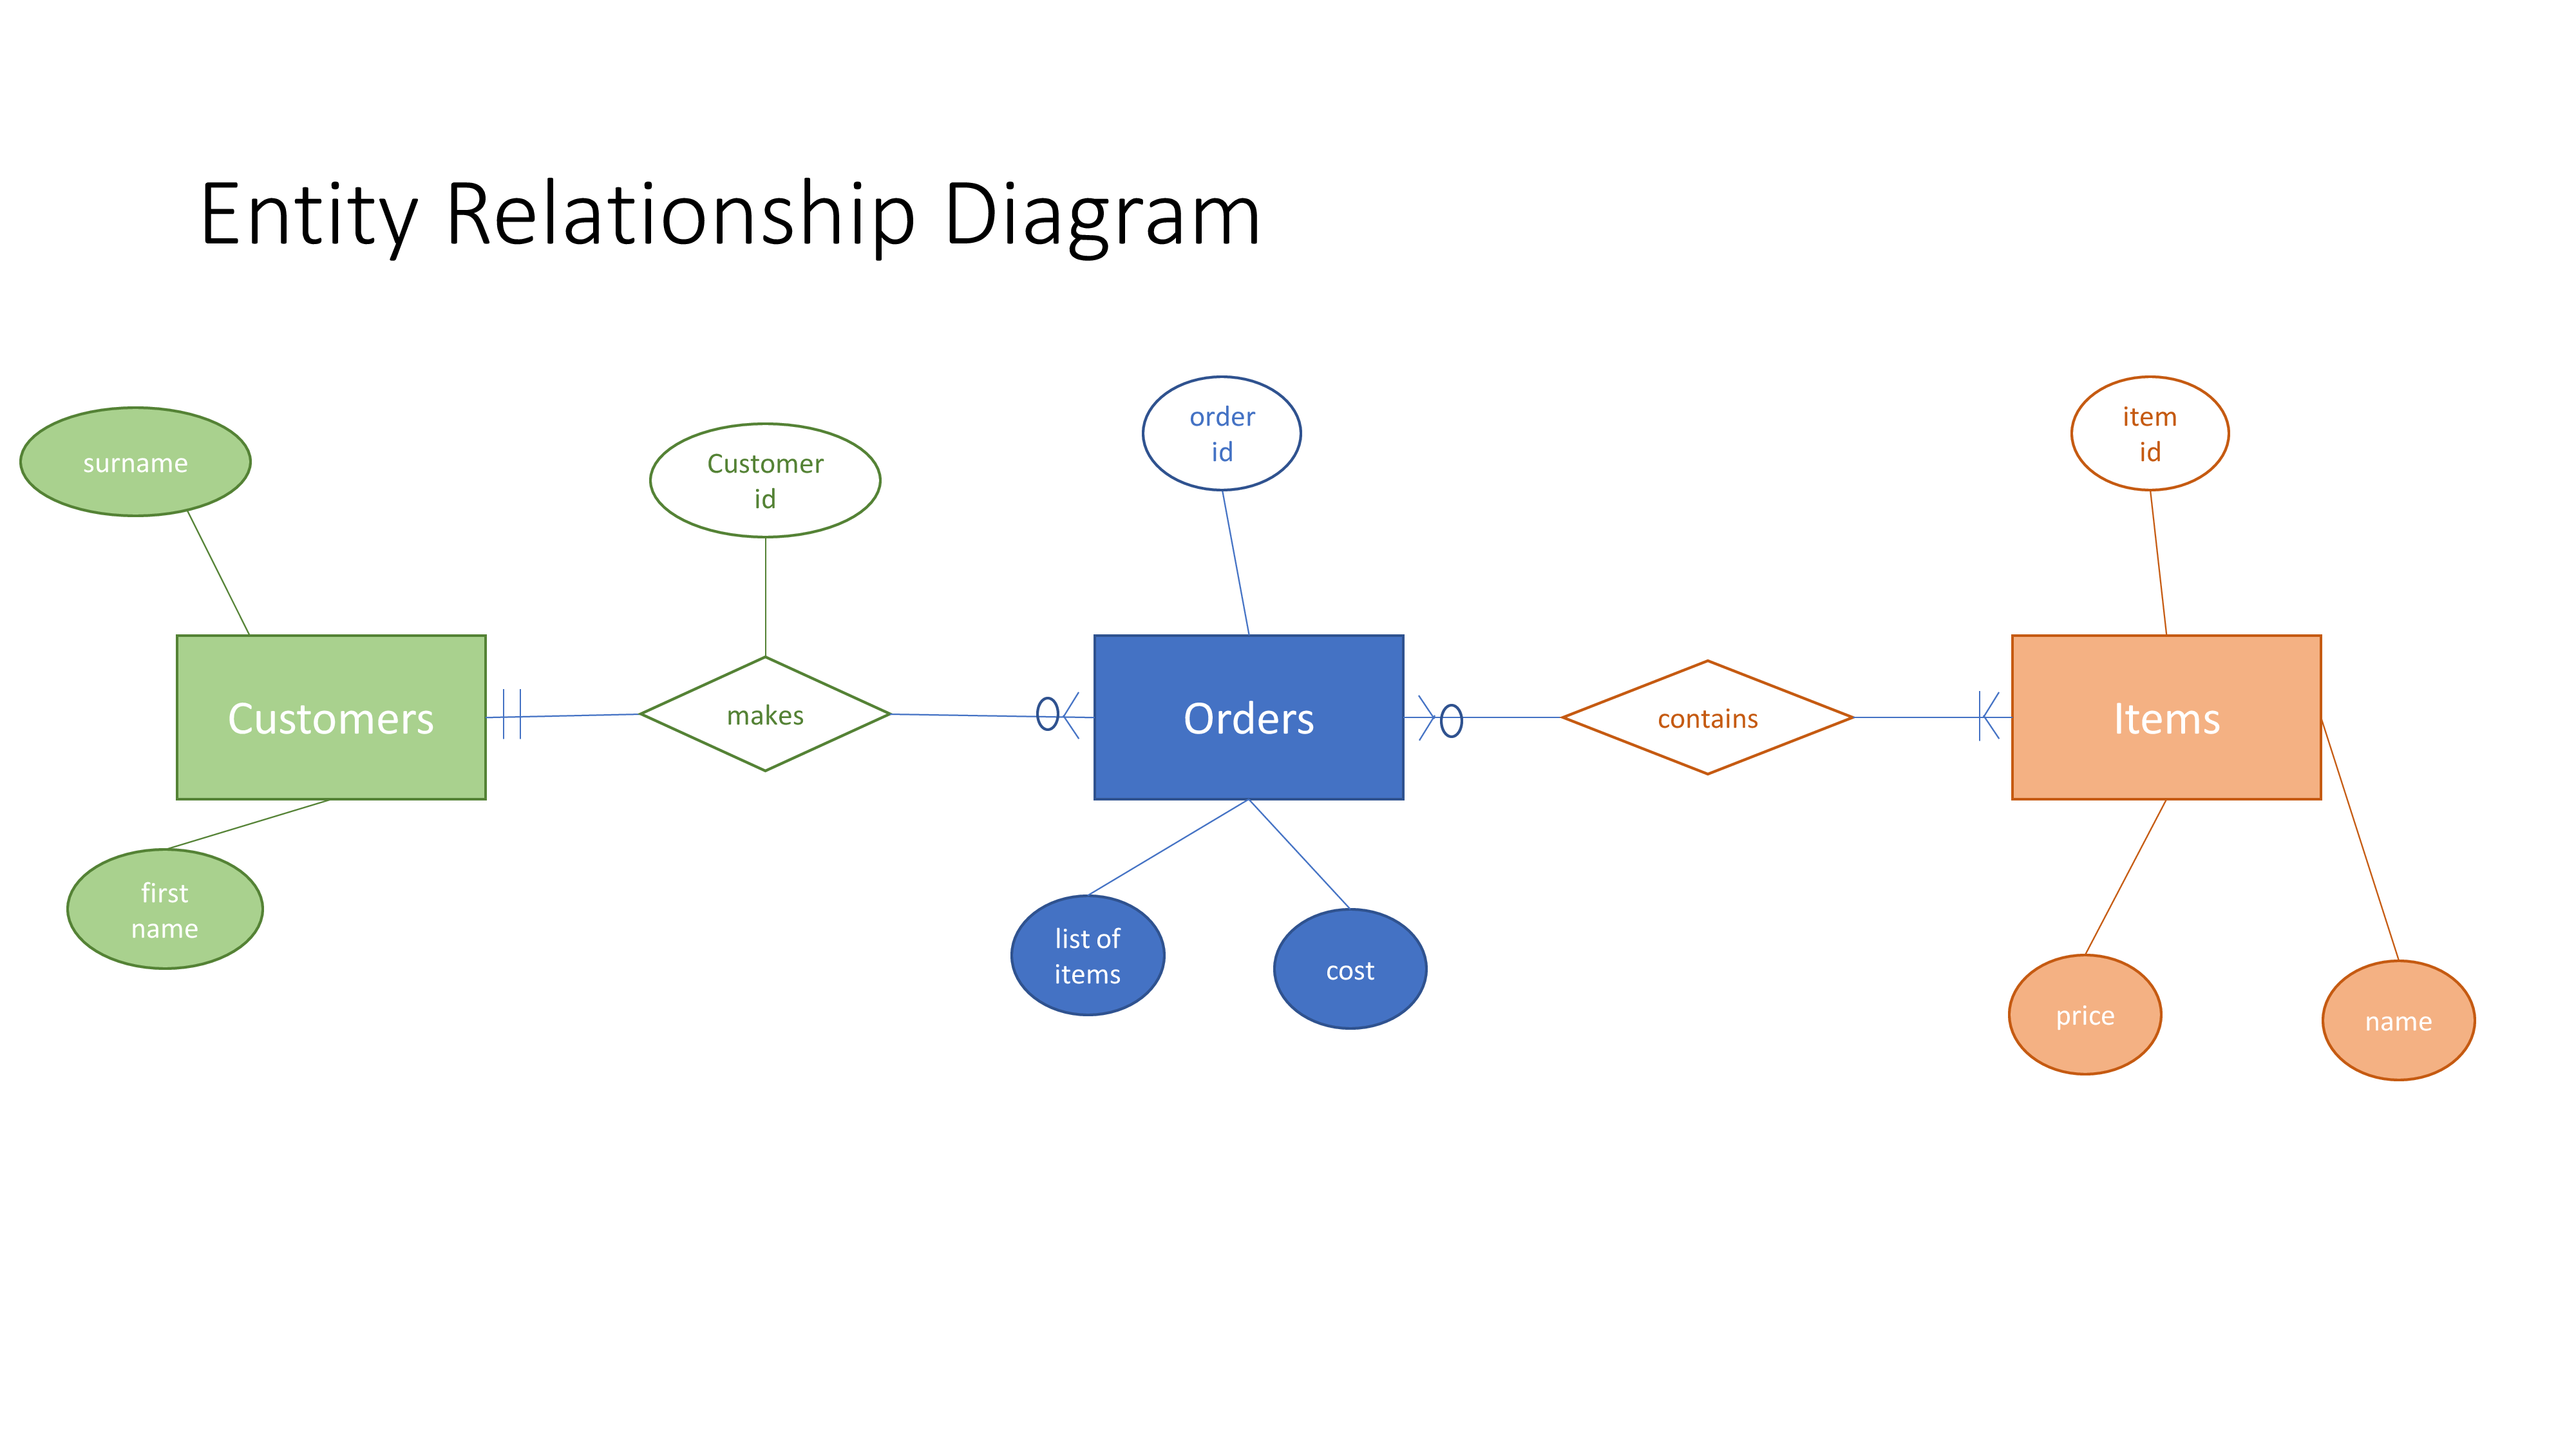 Entity Relationship Diagram
surname
Customer
id
order
id
item
id
Customers
makes
Orders
contains
Items
first
name
list of
items
cost
price
name